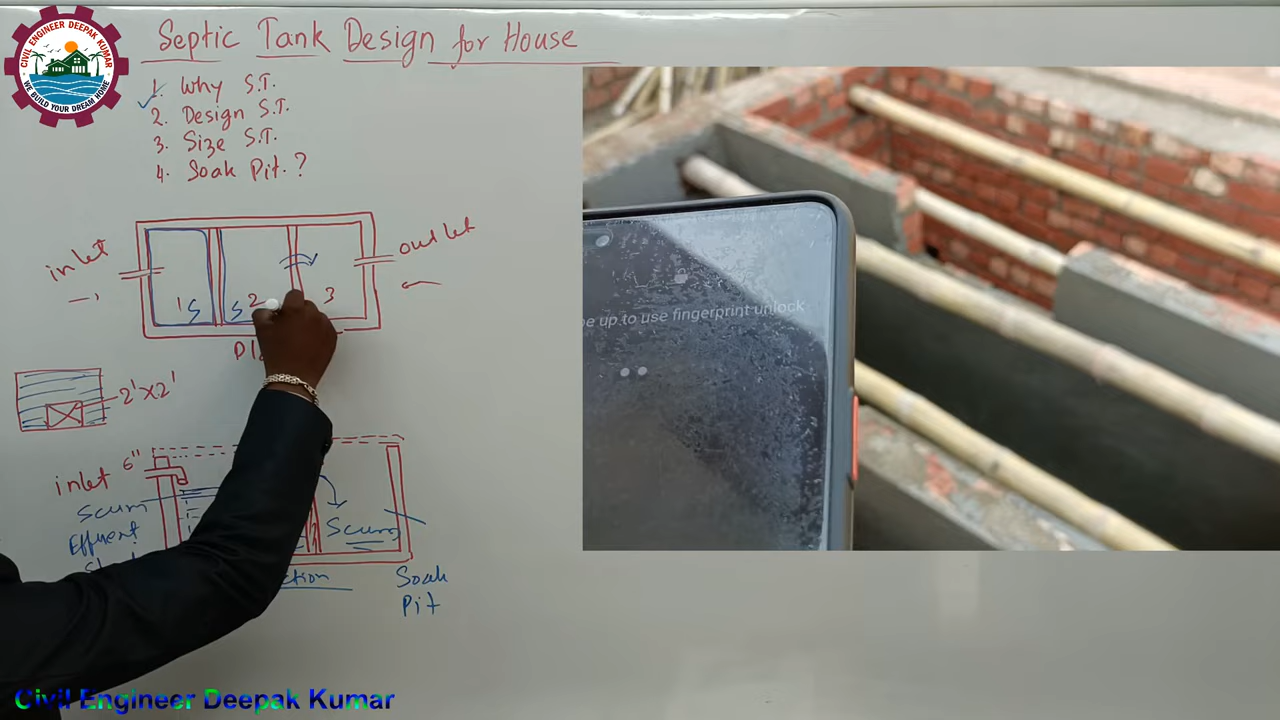 CIVIL ENGINEER DEEPAK KUMAR
WE BUILD YOUR DREAM HOME
Septic Tank Design for House
1. Why S.T.
2. Design S.T.
3. Size S.T.
4. Soak Pit. ?
inlet
outlet
1 S
S 2
3
2'X2'
inlet 6"
Scum
Effluent
Scum
Soak
Pit
be up to use fingerprint unlock
Civil Engineer Deepak Kumar